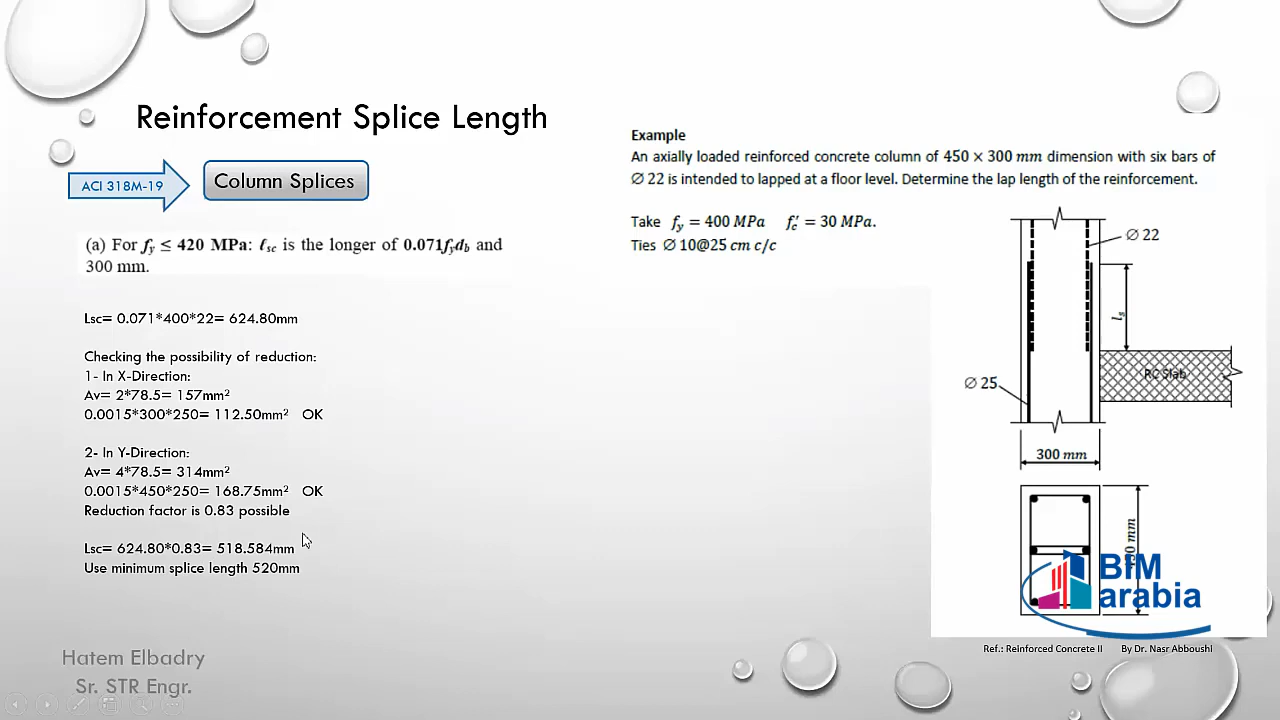 Reinforcement Splice Length
ACI 318M-19
Column Splices
(a) For fy ≤ 420 MPa: ℓsc is the longer of 0.071fydb and
300 mm.
Lsc= 0.071*400*22= 624.80mm
Checking the possibility of reduction:
1- In X-Direction:
Av= 2*78.5= 157mm²
0.0015*300*250= 112.50mm² OK
2- In Y-Direction:
Av= 4*78.5= 314mm²
0.0015*450*250= 168.75mm² OK
Reduction factor is 0.83 possible
Lsc= 624.80*0.83= 518.584mm
Use minimum splice length 520mm
Hatem Elbadry
Sr. STR Engr.
Example
An axially loaded reinforced concrete column of 450 × 300 mm dimension with six bars of
∅ 22 is intended to lapped at a floor level. Determine the lap length of the reinforcement.
Take fy = 400 MPa f′c = 30 MPa.
Ties ∅ 10@25 cm c/c
∅ 22
ls
RC Slab
∅ 25
300 mm
mm
BIM
arabia
Ref.: Reinforced Concrete II By Dr. Nasr Abboushi